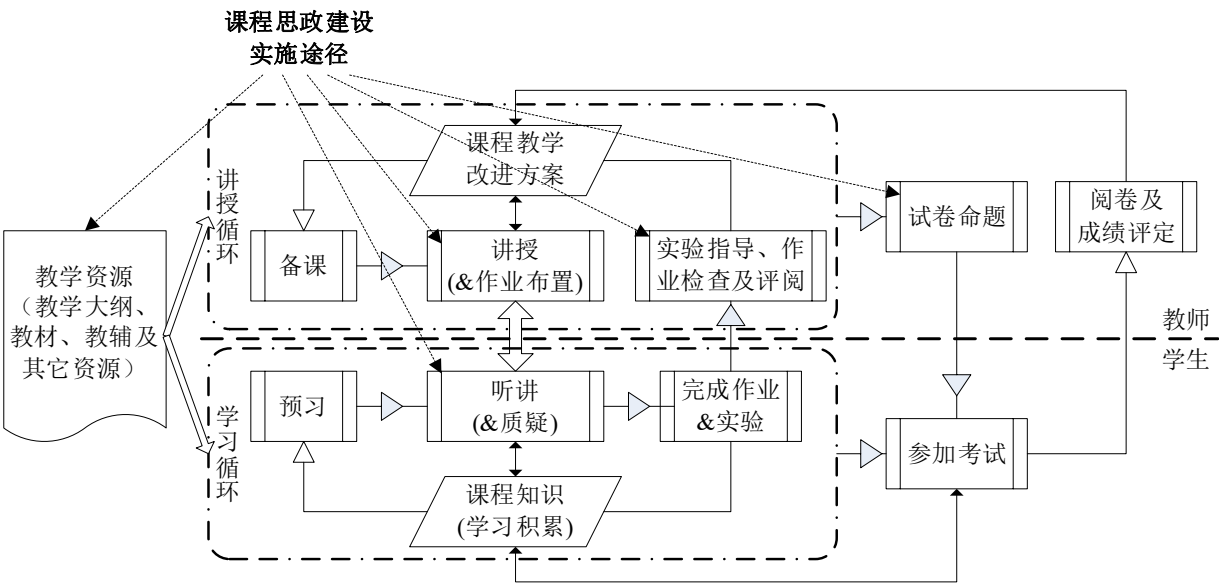 课程思政建设
实施途径
课程教学
改进方案
讲授循环
备课
讲授
(&作业布置)
实验指导、作
业检查及评阅
试卷命题
阅卷及
成绩评定
教学资源
（教学大纲、
教材、教辅及
其它资源）
教师
学生
学习循环
预习
听讲
(&质疑)
完成作业
&实验
参加考试
课程知识
(学习积累)